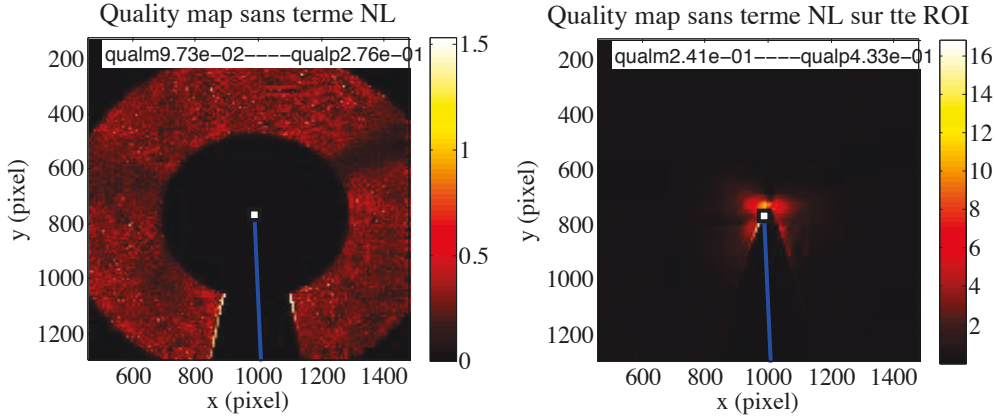 Quality map sans terme NL
qualm9.73e-02----qualp2.76e-01
y (pixel)
200
400
600
800
1000
1200
600 800 1000 1200 1400
x (pixel)
1.5
1
0.5
0
Quality map sans terme NL sur tte ROI
qualm2.41e-01----qualp4.33e-01
y (pixel)
200
400
600
800
1000
1200
600 800 1000 1200 1400
x (pixel)
16
14
12
10
8
6
4
2